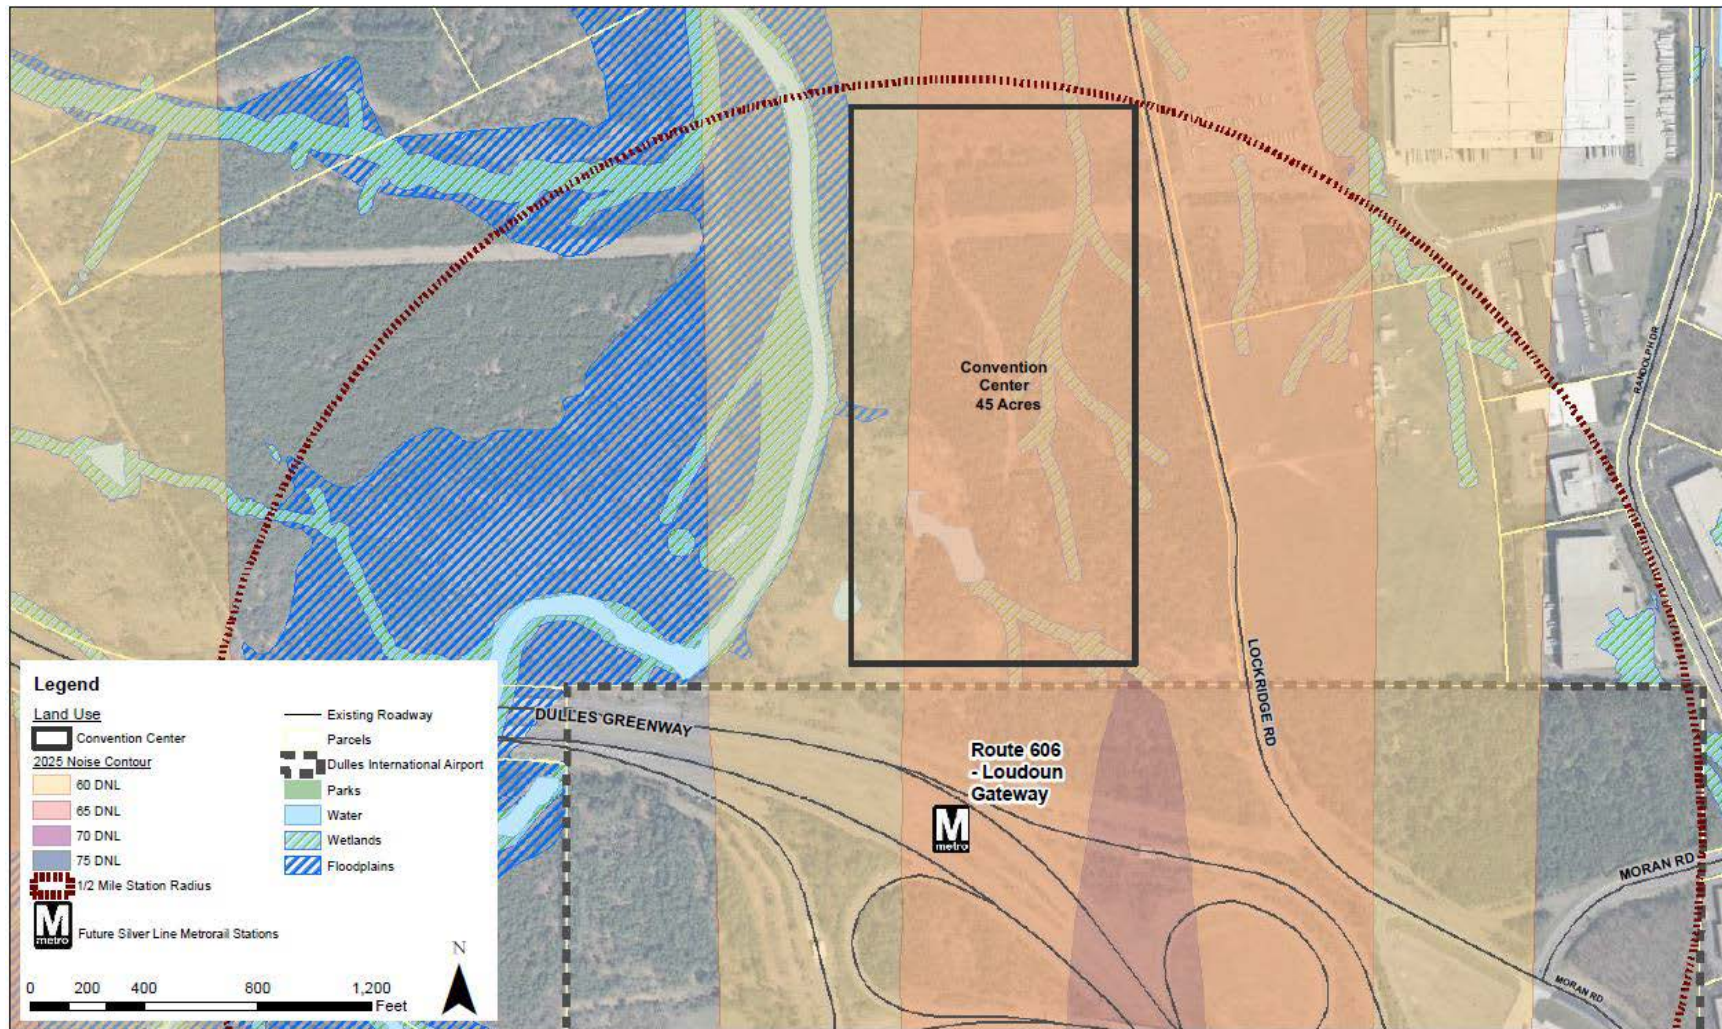 RANDOLPH DR
Convention
Center
45 Acres
LOCKRIDGE RD
DULLES GREENWAY
Route 606
- Loudoun
Gateway
M
metro
MORAN RD
MORAN RD
Legend
Land Use
Convention Center
2025 Noise Contour
60 DNL
65 DNL
70 DNL
75 DNL
1/2 Mile Station Radius
M
metro
Future Silver Line Metrorail Stations
Existing Roadway
Parcels
Dulles International Airport
Parks
Water
Wetlands
Floodplains
N
0 200 400 800 1,200
Feet